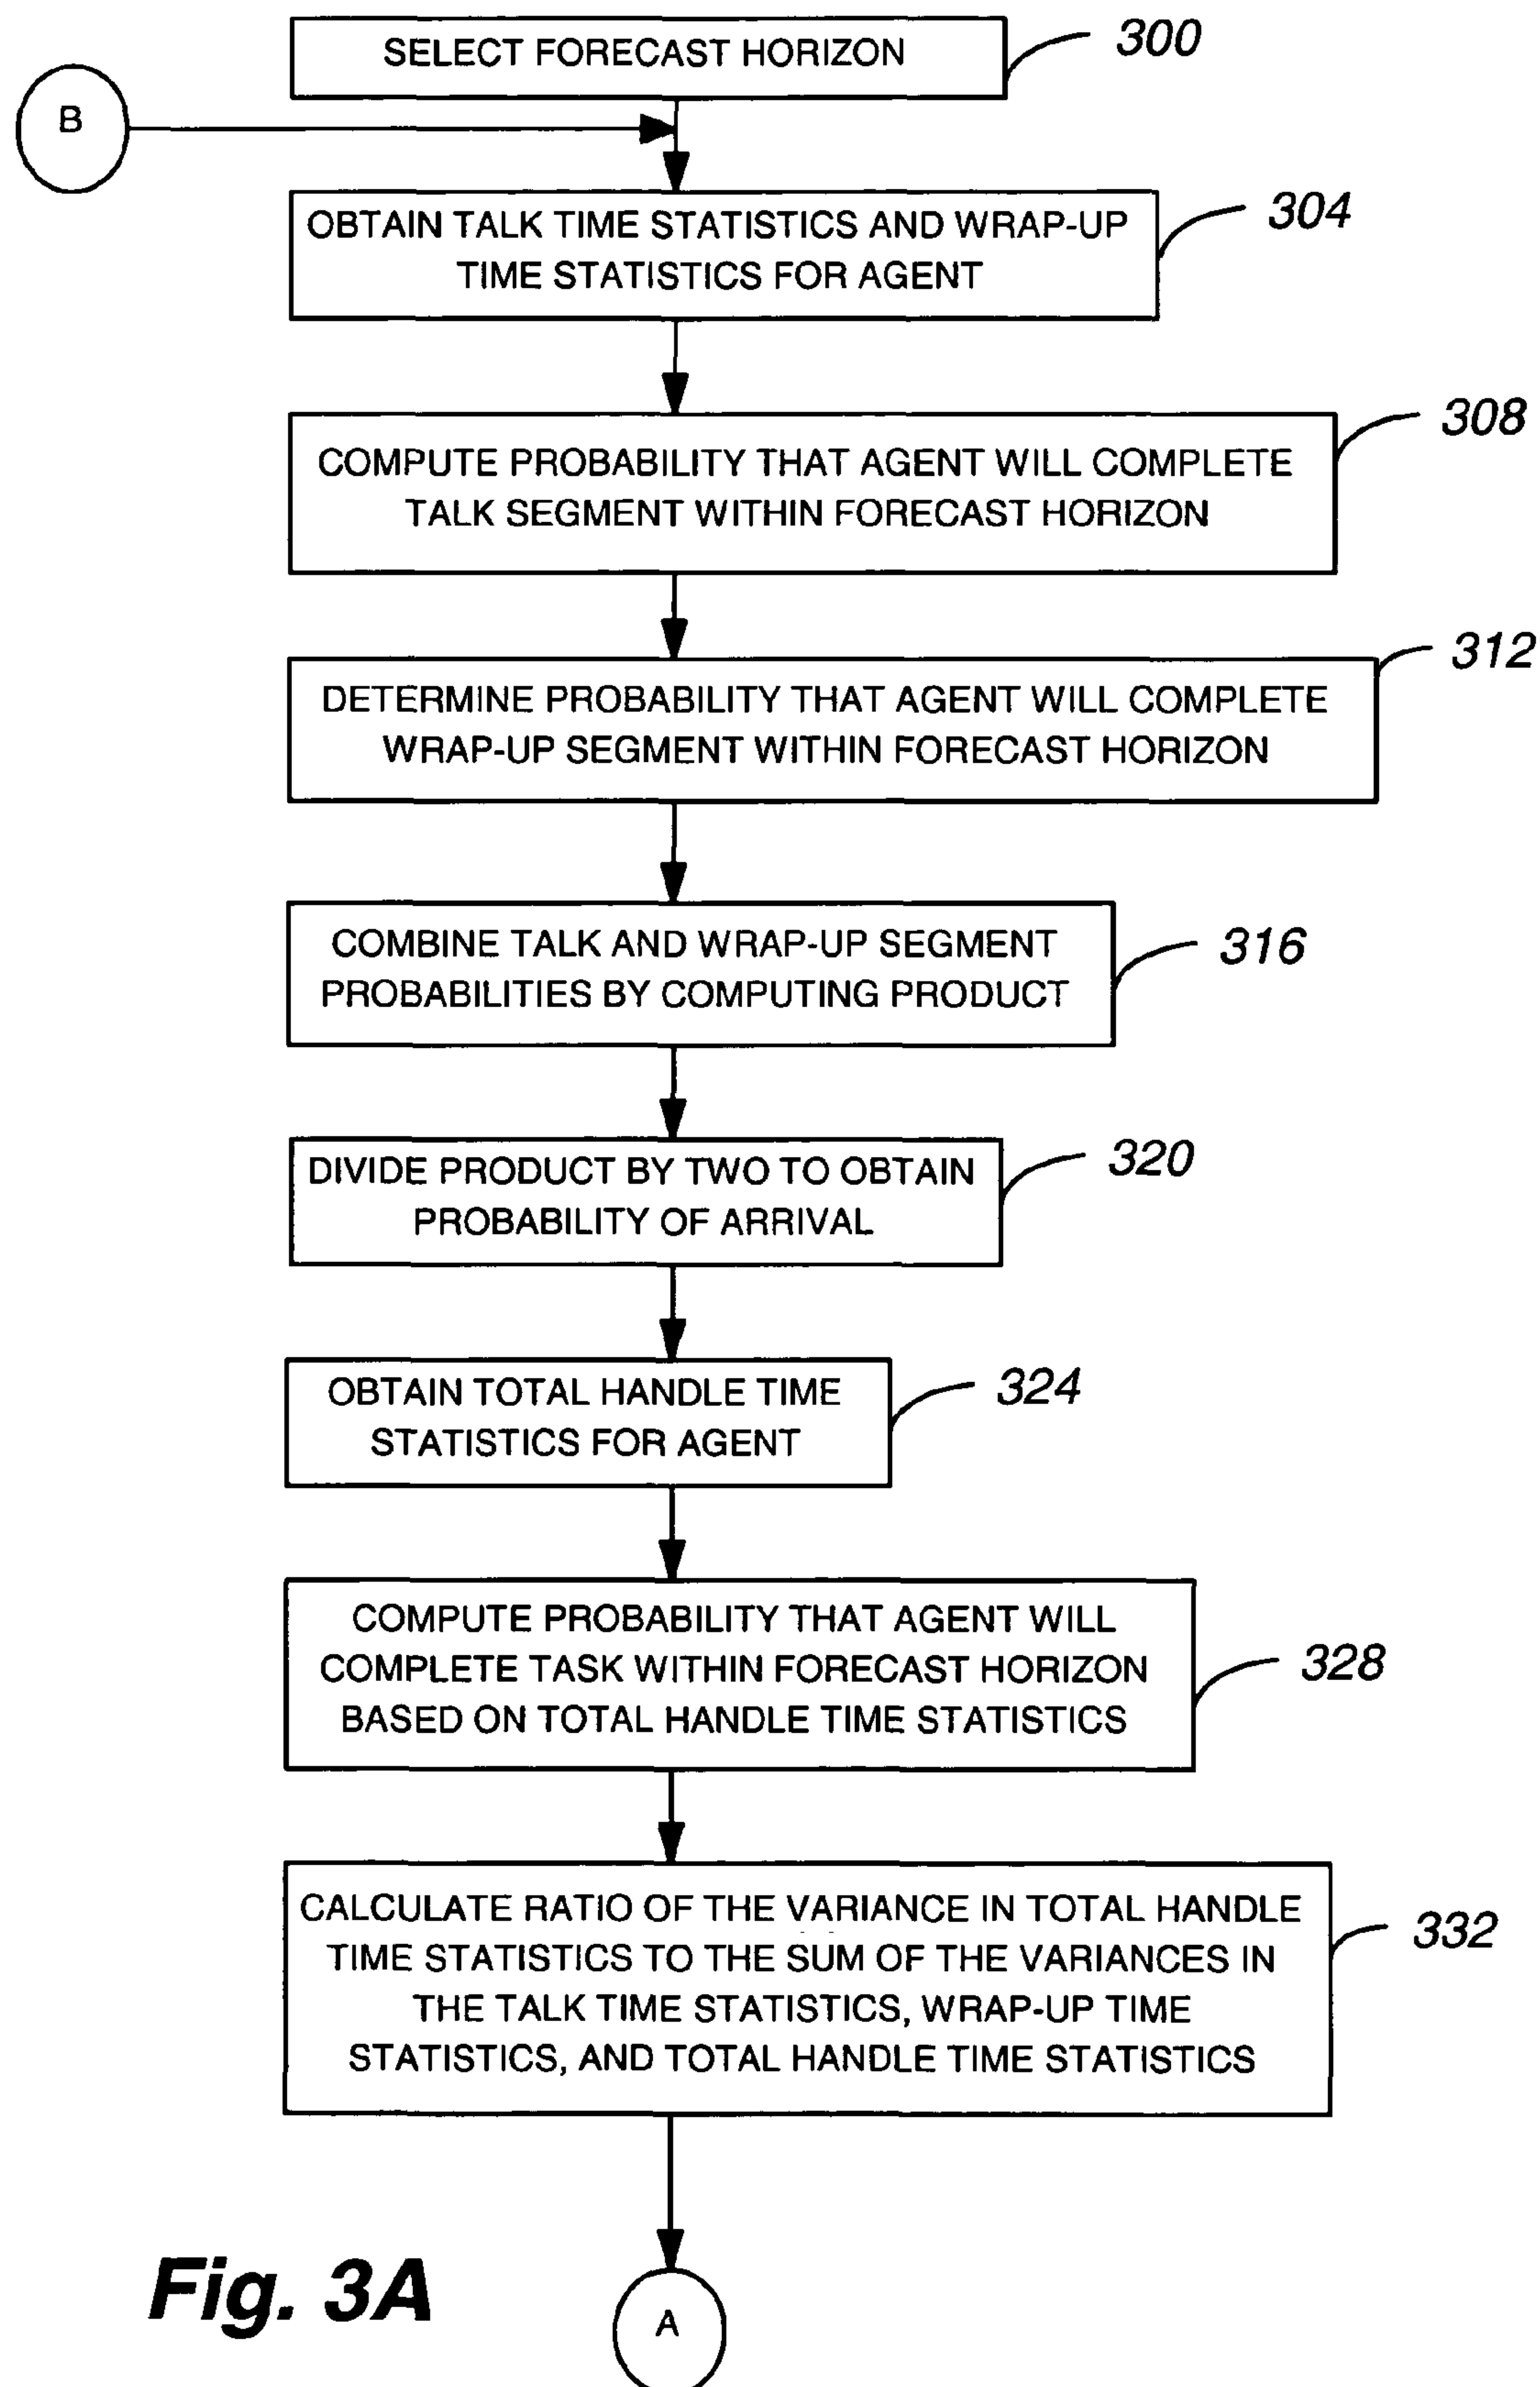 SELECT FORECAST HORIZON
300
B
OBTAIN TALK TIME STATISTICS AND WRAP-UP
TIME STATISTICS FOR AGENT
304
COMPUTE PROBABILITY THAT AGENT WILL COMPLETE
TALK SEGMENT WITHIN FORECAST HORIZON
308
DETERMINE PROBABILITY THAT AGENT WILL COMPLETE
WRAP-UP SEGMENT WITHIN FORECAST HORIZON
312
COMBINE TALK AND WRAP-UP SEGMENT
PROBABILITIES BY COMPUTING PRODUCT
316
DIVIDE PRODUCT BY TWO TO OBTAIN
PROBABILITY OF ARRIVAL
320
OBTAIN TOTAL HANDLE TIME
STATISTICS FOR AGENT
324
COMPUTE PROBABILITY THAT AGENT WILL
COMPLETE TASK WITHIN FORECAST HORIZON
BASED ON TOTAL HANDLE TIME STATISTICS
328
CALCULATE RATIO OF THE VARIANCE IN TOTAL HANDLE
TIME STATISTICS TO THE SUM OF THE VARIANCES IN
THE TALK TIME STATISTICS, WRAP-UP TIME
STATISTICS, AND TOTAL HANDLE TIME STATISTICS
332
Fig. 3A
A